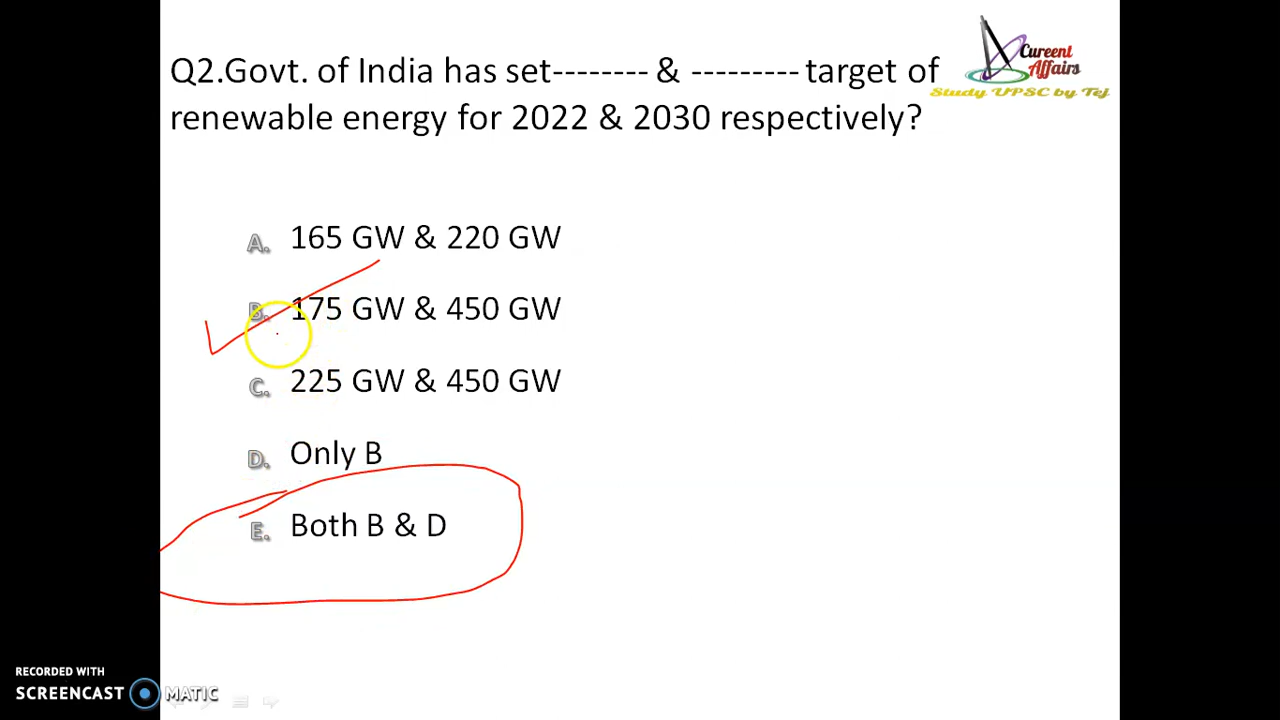 Q2.Govt. of India has set-------- & --------- target of
renewable energy for 2022 & 2030 respectively?
Cureent
Affairs
Study UPSC by Tej
A. 165 GW & 220 GW
B. 175 GW & 450 GW
C. 225 GW & 450 GW
D. Only B
E. Both B & D
RECORDED WITH
SCREENCAST MATIC